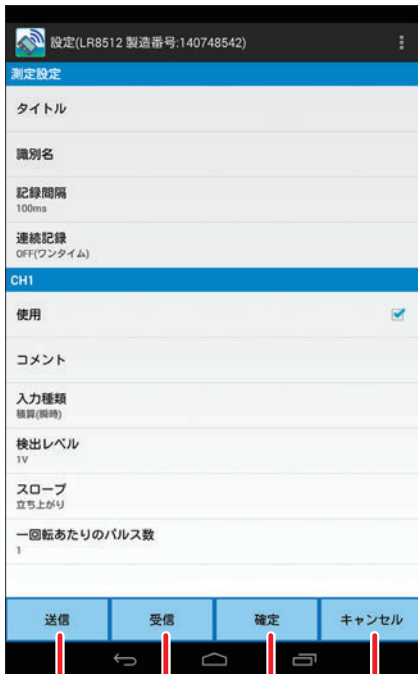 設定(LR8512 製造番号:140748542)
測定設定
タイトル
識別名
記録間隔
100ms
連続記録
OFF(ワンタイム)
CH1
使用
コメント
入力種類
積算(瞬時)
検出レベル
1V
スロープ
立ち上がり
一回転あたりのパルス数
1
送信 受信 確定 キャンセル